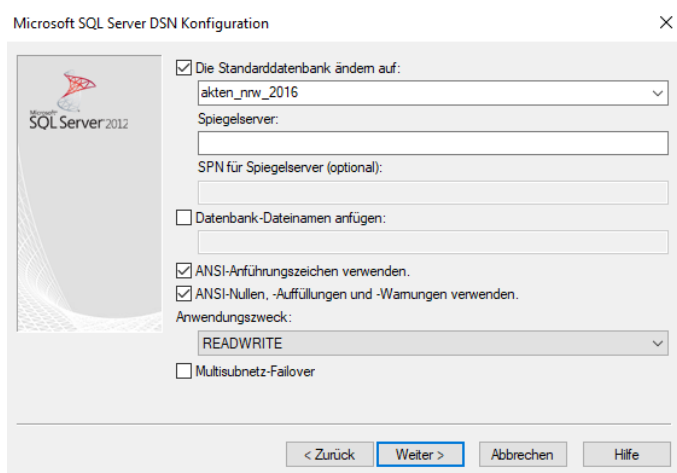 Microsoft SQL Server DSN Konfiguration
Microsoft
SQL Server 2012
Die Standarddatenbank ändern auf:
akten_nrw_2016
Spiegelserver:
SPN für Spiegelserver (optional):
Datenbank-Dateinamen anfügen:
ANSI-Anführungszeichen verwenden.
ANSI-Nullen, -Auffüllungen und -Warnungen verwenden.
Anwendungszweck:
READWRITE
Multisubnetz-Failover
< Zurück Weiter > Abbrechen Hilfe